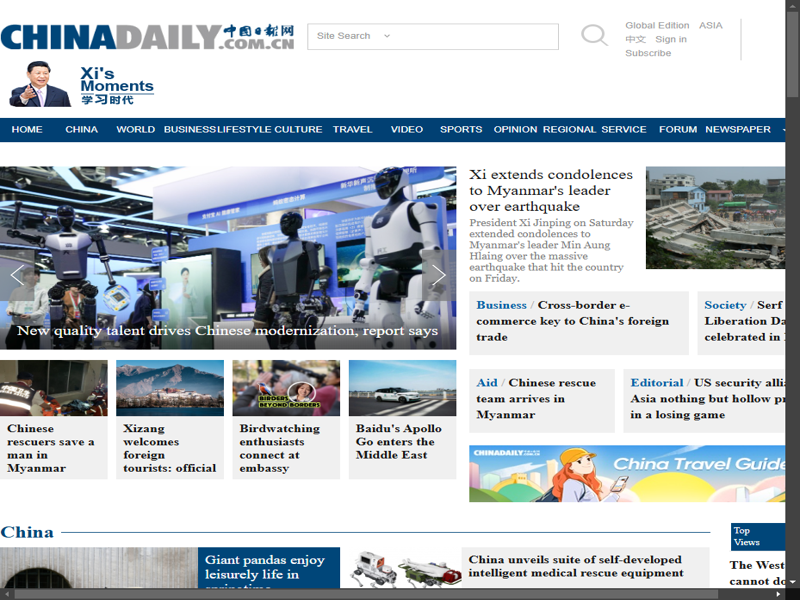 CHINADAILY.COM.CN
中国日报网
Site Search
Global Edition ASIA
中文 Sign in
Subscribe
Xi's
Moments
学习时代
HOME CHINA WORLD BUSINESS LIFESTYLE CULTURE TRAVEL VIDEO SPORTS OPINION REGIONAL SERVICE FORUM NEWSPAPER
New quality talent drives Chinese modernization, report says
Xi extends condolences
to Myanmar's leader
over earthquake
President Xi Jinping on Saturday
extended condolences to
Myanmar's leader Min Aung
Hlaing over the massive
earthquake that hit the country
on Friday.
Business / Cross-border e-
commerce key to China's foreign
trade
Society / Serf
Liberation Da
celebrated in
Aid / Chinese rescue
team arrives in
Myanmar
Editorial / US security allia
Asia nothing but hollow pr
in a losing game
Chinese
rescuers save a
man in
Myanmar
Xizang
welcomes
foreign
tourists: official
BIRDERS
BEYOND BORDERS
Birdwatching
enthusiasts
connect at
embassy
Baidu's Apollo
Go enters the
Middle East
CHINADAILY
China Travel Guide
China
Top
Views
Giant pandas enjoy
leisurely life in
springtime
China unveils suite of self-developed
intelligent medical rescue equipment
The West
cannot do